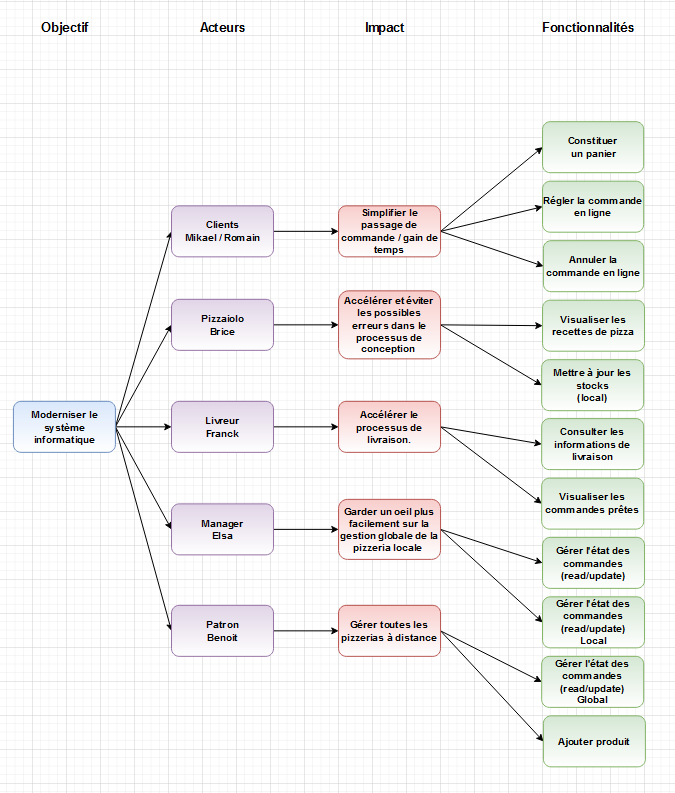 Objectif
Acteurs
Impact
Fonctionnalités
Moderniser le
système
informatique
Clients
Mikael / Romain
Pizzaiolo
Brice
Livreur
Franck
Manager
Elsa
Patron
Benoit
Simplifier le
passage de
commande / gain de
temps
Accélérer et éviter
les possibles
erreurs dans le
processus de
conception
Accélérer le
processus de
livraison.
Garder un oeil plus
facilement sur la
gestion globale de la
pizzeria locale
Gérer toutes les
pizzerias à distance
Constituer
un panier
Régler la commande
en ligne
Annuler la
commande en ligne
Visualiser les
recettes de pizza
Mettre à jour les
stocks
(local)
Consulter les
informations de
livraison
Visualiser les
commandes prêtes
Gérer l'état des
commandes
(read/update)
Gérer l'état des
commandes
(read/update)
Local
Gérer l'état des
commandes
(read/update)
Global
Ajouter produit